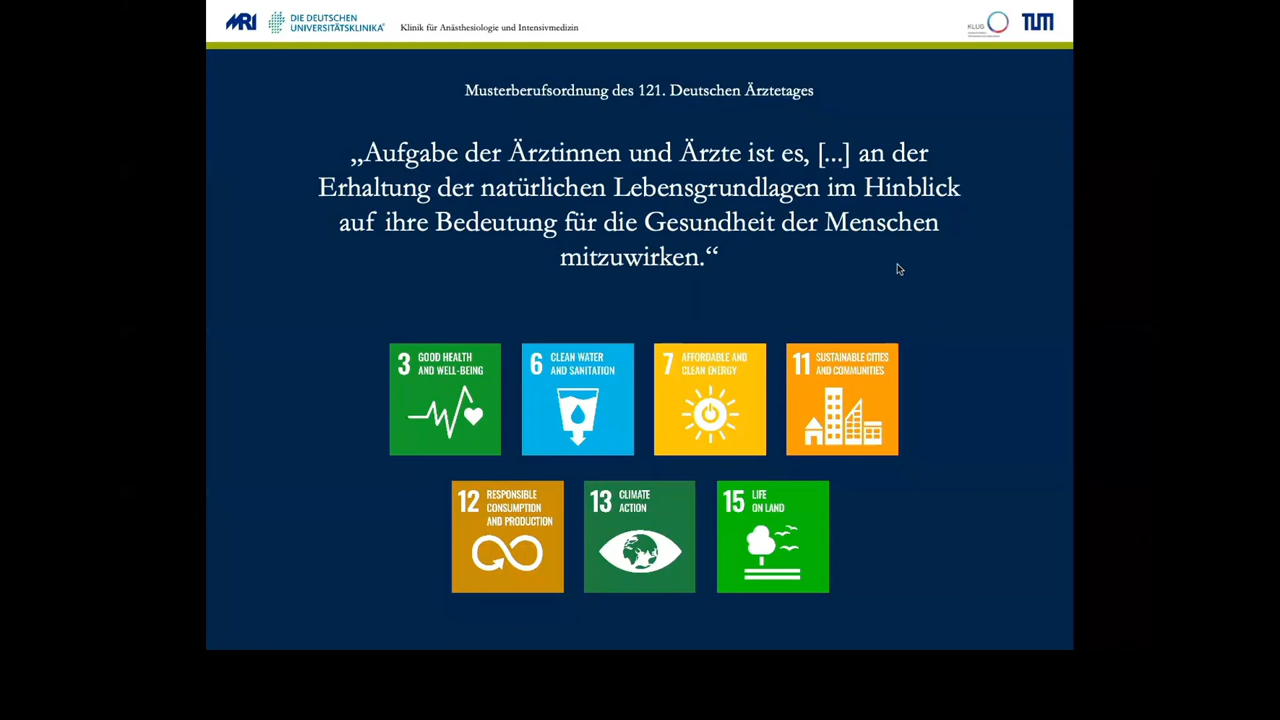 MRI
DIE DEUTSCHEN
UNIVERSITÄTSKLINIKA®
Klinik für Anästhesiologie und Intensivmedizin
KLUG
TUM
Musterberufsordnung des 121. Deutschen Ärztetages
„Aufgabe der Ärztinnen und Ärzte ist es, [...] an der
Erhaltung der natürlichen Lebensgrundlagen im Hinblick
auf ihre Bedeutung für die Gesundheit der Menschen
mitzuwirken.“
3 GOOD HEALTH
AND WELL-BEING
6 CLEAN WATER
AND SANITATION
7 AFFORDABLE AND
CLEAN ENERGY
11 SUSTAINABLE CITIES
AND COMMUNITIES
12 RESPONSIBLE
CONSUMPTION
AND PRODUCTION
13 CLIMATE
ACTION
15 LIFE
ON LAND